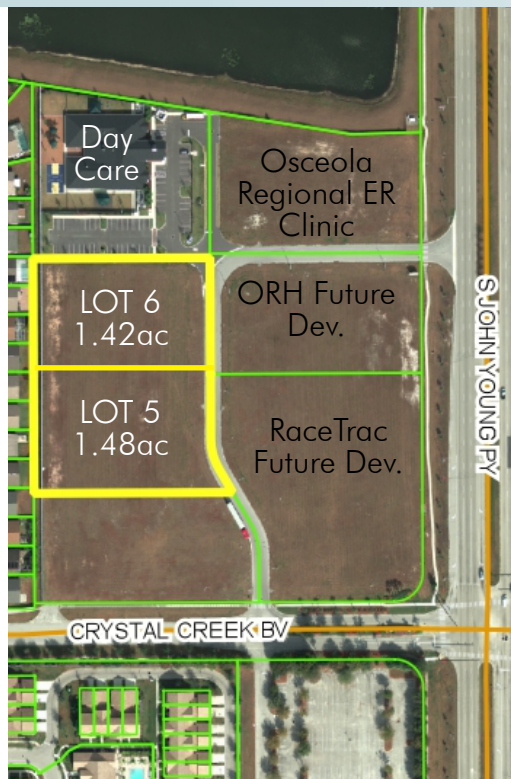 Day
Care
Osceola
Regional ER
Clinic
LOT 6
1.42ac
ORH Future
Dev.
LOT 5
1.48ac
RaceTrac
Future Dev.
S JOHN YOUNG PY
CRYSTAL CREEK BV